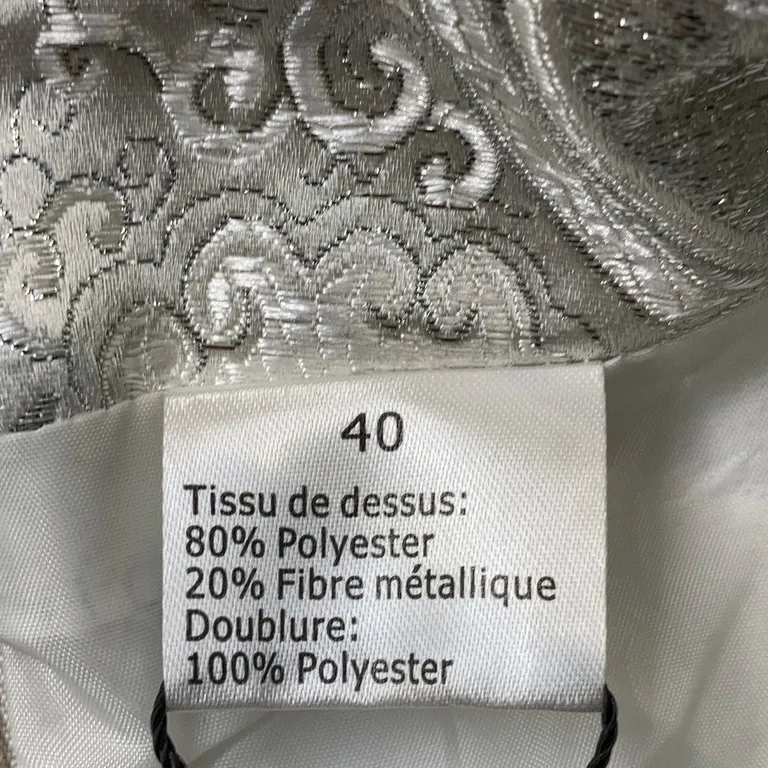 40
Tissu de dessus:
80% Polyester
20% Fibre métallique
Doublure:
100% Polyester